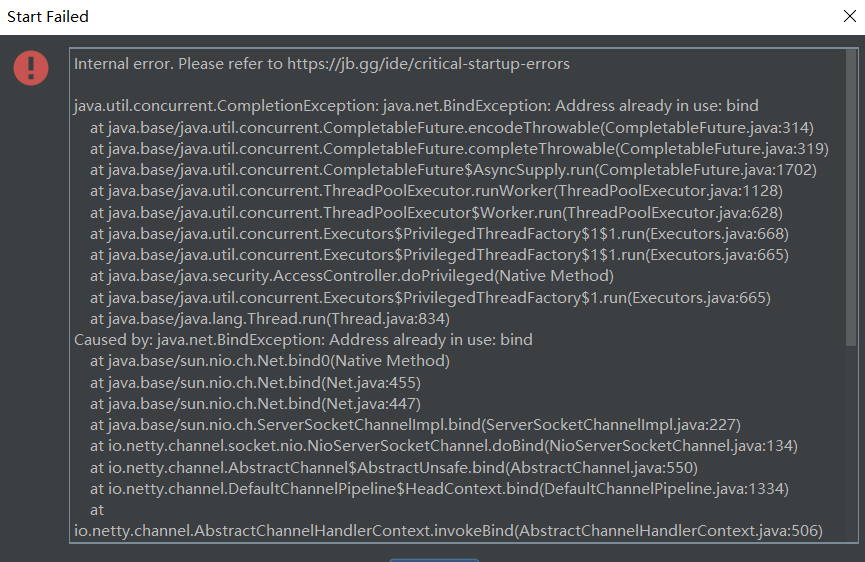 Start Failed
Internal error. Please refer to https://jb.gg/ide/critical-startup-errors
java.util.concurrent.CompletionException: java.net.BindException: Address already in use: bind
at java.base/java.util.concurrent.CompletableFuture.encodeThrowable(CompletableFuture.java:314)
at java.base/java.util.concurrent.CompletableFuture.completeThrowable(CompletableFuture.java:319)
at java.base/java.util.concurrent.CompletableFuture$AsyncSupply.run(CompletableFuture.java:1702)
at java.base/java.util.concurrent.ThreadPoolExecutor.runWorker(ThreadPoolExecutor.java:1128)
at java.base/java.util.concurrent.ThreadPoolExecutor$Worker.run(ThreadPoolExecutor.java:628)
at java.base/java.util.concurrent.Executors$PrivilegedThreadFactory$1$1.run(Executors.java:668)
at java.base/java.util.concurrent.Executors$PrivilegedThreadFactory$1$1.run(Executors.java:665)
at java.base/java.security.AccessController.doPrivileged(Native Method)
at java.base/java.util.concurrent.Executors$PrivilegedThreadFactory$1.run(Executors.java:665)
at java.base/java.lang.Thread.run(Thread.java:834)
Caused by: java.net.BindException: Address already in use: bind
at java.base/sun.nio.ch.Net.bind0(Native Method)
at java.base/sun.nio.ch.Net.bind(Net.java:455)
at java.base/sun.nio.ch.Net.bind(Net.java:447)
at java.base/sun.nio.ch.ServerSocketChannelImpl.bind(ServerSocketChannelImpl.java:227)
at io.netty.channel.socket.nio.NioServerSocketChannel.doBind(NioServerSocketChannel.java:134)
at io.netty.channel.AbstractChannel$AbstractUnsafe.bind(AbstractChannel.java:550)
at io.netty.channel.DefaultChannelPipeline$HeadContext.bind(DefaultChannelPipeline.java:1334)
at
io.netty.channel.AbstractChannelHandlerContext.invokeBind(AbstractChannelHandlerContext.java:506)